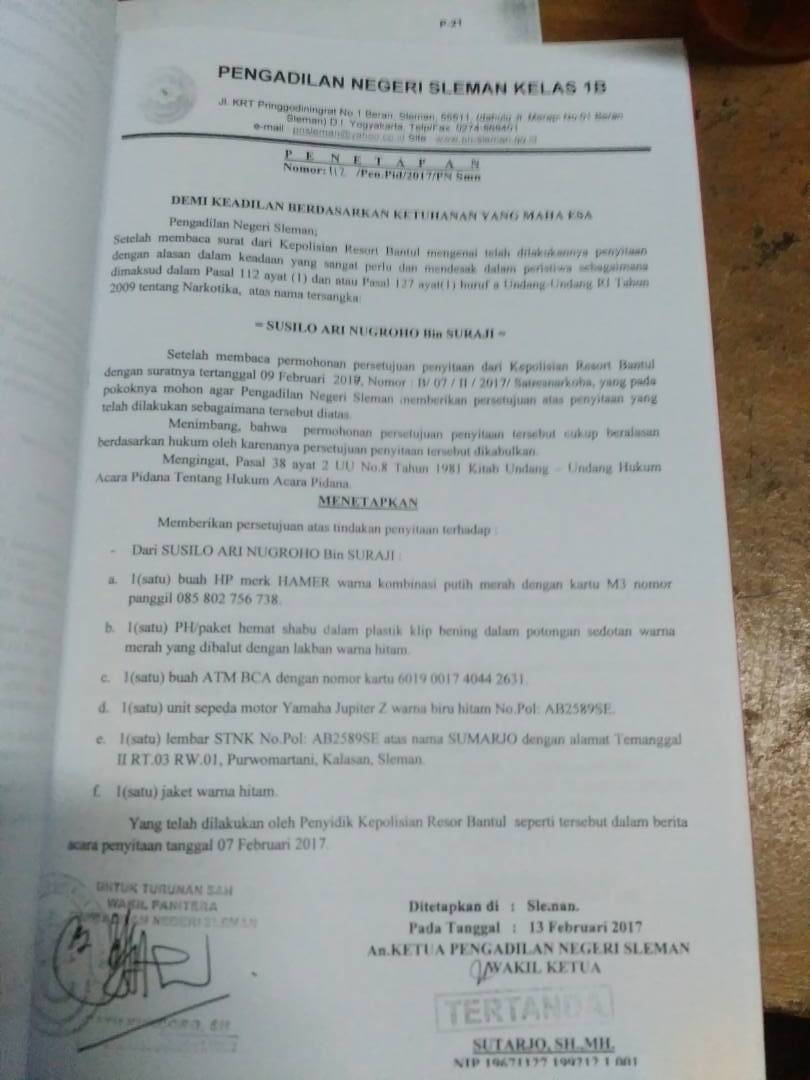 P-21
PENGADILAN NEGERI SLEMAN KELAS 1B
Jl. KRT Pringgodiningrat No.1 Beran, Sleman, 55511,
Sleman) D.I. Yogyakarta, Telp/Fax. 0274-
e-mail : pnsleman@yahoo.co.id Site :
P E N E T A P A N
Nomor: /Pen.Pid/2017/PN Smn
DEMI KEADILAN BERDASARKAN KETUHANAN YANG MAHA ESA
Pengadilan Negeri Sleman;
Setelah membaca surat dari Kepolisian Resort Bantul mengenai telah dilakukannya penyitaan
dengan alasan dalam keadaan yang sangat perlu dan mendesak dalam peristiwa sebagaimana
dimaksud dalam Pasal 112 ayat (1) dan atau Pasal 127 ayat(1) huruf a Undang-Undang RI Tahun
2009 tentang Narkotika, atas nama tersangka:
= SUSILO ARI NUGROHO Bin SURAJI =
Setelah membaca permohonan persetujuan penyitaan dari Kepolisian Resort Bantul
dengan suratnya tertanggal 09 Februari 2017, Nomor : B/ 07 / II / 2017/ Satresnarkoba, yang pada
pokoknya mohon agar Pengadilan Negeri Sleman memberikan persetujuan atas penyitaan yang
telah dilakukan sebagaimana tersebut diatas.
Menimbang, bahwa permohonan persetujuan penyitaan tersebut cukup beralasan
berdasarkan hukum oleh karenanya persetujuan penyitaan tersebut dikabulkan.
Mengingat, Pasal 38 ayat 2 UU No.8 Tahun 1981 Kitab Undang – Undang Hukum
Acara Pidana Tentang Hukum Acara Pidana.
MENETAPKAN
Memberikan persetujuan atas tindakan penyitaan terhadap :
- Dari SUSILO ARI NUGROHO Bin SURAJI :
a. 1(satu) buah HP merk HAMER warna kombinasi putih merah dengan kartu M3 nomor
panggil 085 802 756 738.
b. 1(satu) PH/paket hemat shabu dalam plastik klip bening dalam potongan sedotan warna
merah yang dibalut dengan lakban warna hitam.
c. 1(satu) buah ATM BCA dengan nomor kartu 6019 0017 4044 2631.
d. 1(satu) unit sepeda motor Yamaha Jupiter Z warna biru hitam No.Pol: AB2589SE.
e. 1(satu) lembar STNK No.Pol: AB2589SE atas nama SUMARJO dengan alamat Temanggal
II RT.03 RW.01, Purwomartani, Kalasan, Sleman.
f. 1(satu) jaket warna hitam.
Yang telah dilakukan oleh Penyidik Kepolisian Resor Bantul seperti tersebut dalam berita
acara penyitaan tanggal 07 Februari 2017.
UNTUK TURUNAN SAH
WAKIL PANITERA
NEGERI SLEMAN
SH
Ditetapkan di : Sleman.
Pada Tanggal : 13 Februari 2017
An.KETUA PENGADILAN NEGERI SLEMAN
WAKIL KETUA
TERTANDA
SUTARJO, SH.,MH.
NIP 19671127 199212 1 001